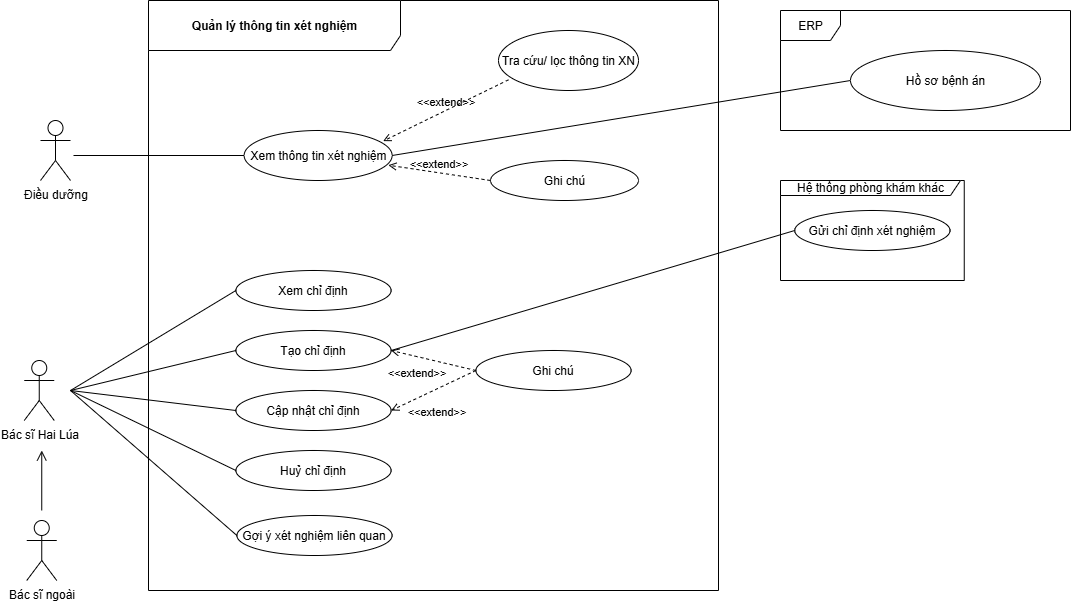 Quản lý thông tin xét nghiệm
ERP
Tra cứu/ lọc thông tin XN
Hồ sơ bệnh án
<<extend>>
Xem thông tin xét nghiệm
<<extend>>
Ghi chú
Điều dưỡng
Hệ thống phòng khám khác
Gửi chỉ định xét nghiệm
Xem chỉ định
Tạo chỉ định
<<extend>>
Ghi chú
Cập nhật chỉ định
<<extend>>
Bác sĩ Hai Lúa
Huỷ chỉ định
Gợi ý xét nghiệm liên quan
Bác sĩ ngoài